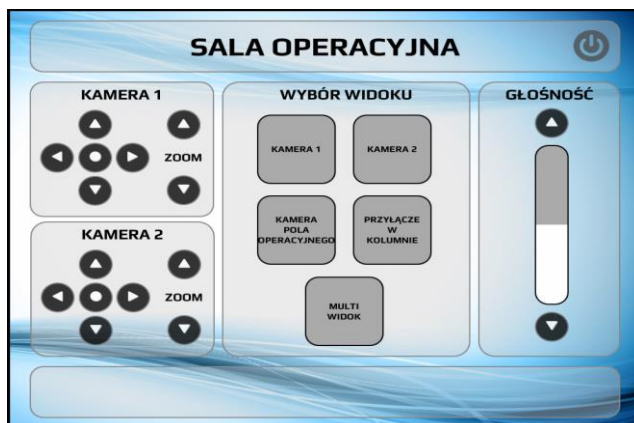 SALA OPERACYJNA
KAMERA 1
ZOOM
KAMERA 2
ZOOM
WYBÓR WIDOKU
KAMERA 1
KAMERA 2
KAMERA
POLA
OPERACYJNEGO
PRZYŁĄCZE
W
KOLUMNIE
MULTI
WIDOK
GŁOŚNOŚĆ